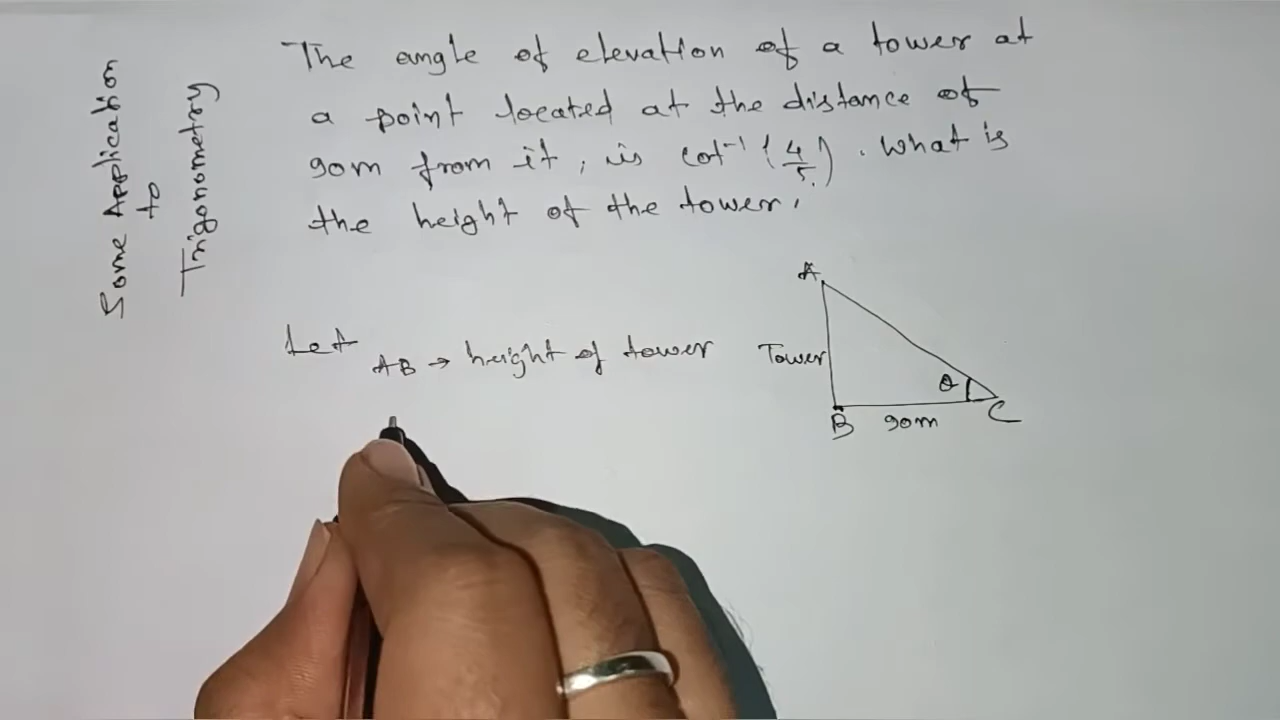 Some Application
to
Trigonometry
The angle of elevation of a tower at
a point located at the distance of
90m from it, is cot⁻¹ (4/5). What is
the height of the tower.
Let AB → height of tower
A
Tower
θ
B 90m C